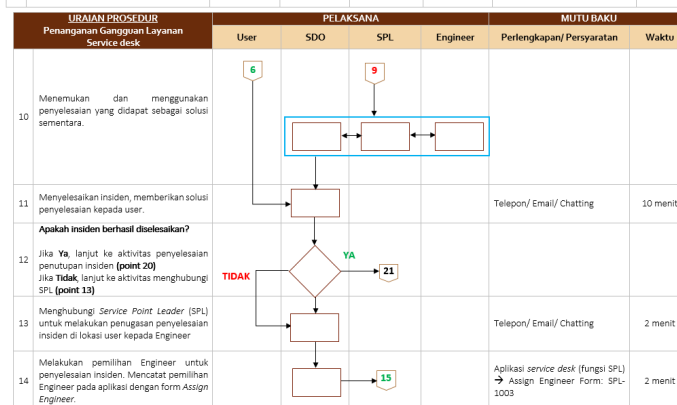 URAIAN PROSEDUR
Penanganan Gangguan Layanan
Service desk
PELAKSANA
MUTU BAKU
User
SDO
SPL
Engineer
Perlengkapan/ Persyaratan
Waktu
6
9
10
Menemukan dan menggunakan
penyelesaian yang didapat sebagai solusi
sementara.
11
Menyelesaikan insiden, memberikan solusi
penyelesaian kepada user.
Telepon/ Email/ Chatting
10 menit
12
Apakah insiden berhasil diselesaikan?
Jika Ya, lanjut ke aktivitas penyelesaian
penutupan insiden (point 20)
Jika Tidak, lanjut ke aktivitas menghubungi
SPL (point 13)
YA
TIDAK
21
13
Menghubungi Service Point Leader (SPL)
untuk melakukan penugasan penyelesaian
insiden di lokasi user kepada Engineer
Telepon/ Email/ Chatting
2 menit
14
Melakukan pemilihan Engineer untuk
penyelesaian insiden. Mencatat pemilihan
Engineer pada aplikasi dengan form Assign
Engineer.
15
Aplikasi service desk (fungsi SPL)
→ Assign Engineer Form: SPL-
1003
2 menit